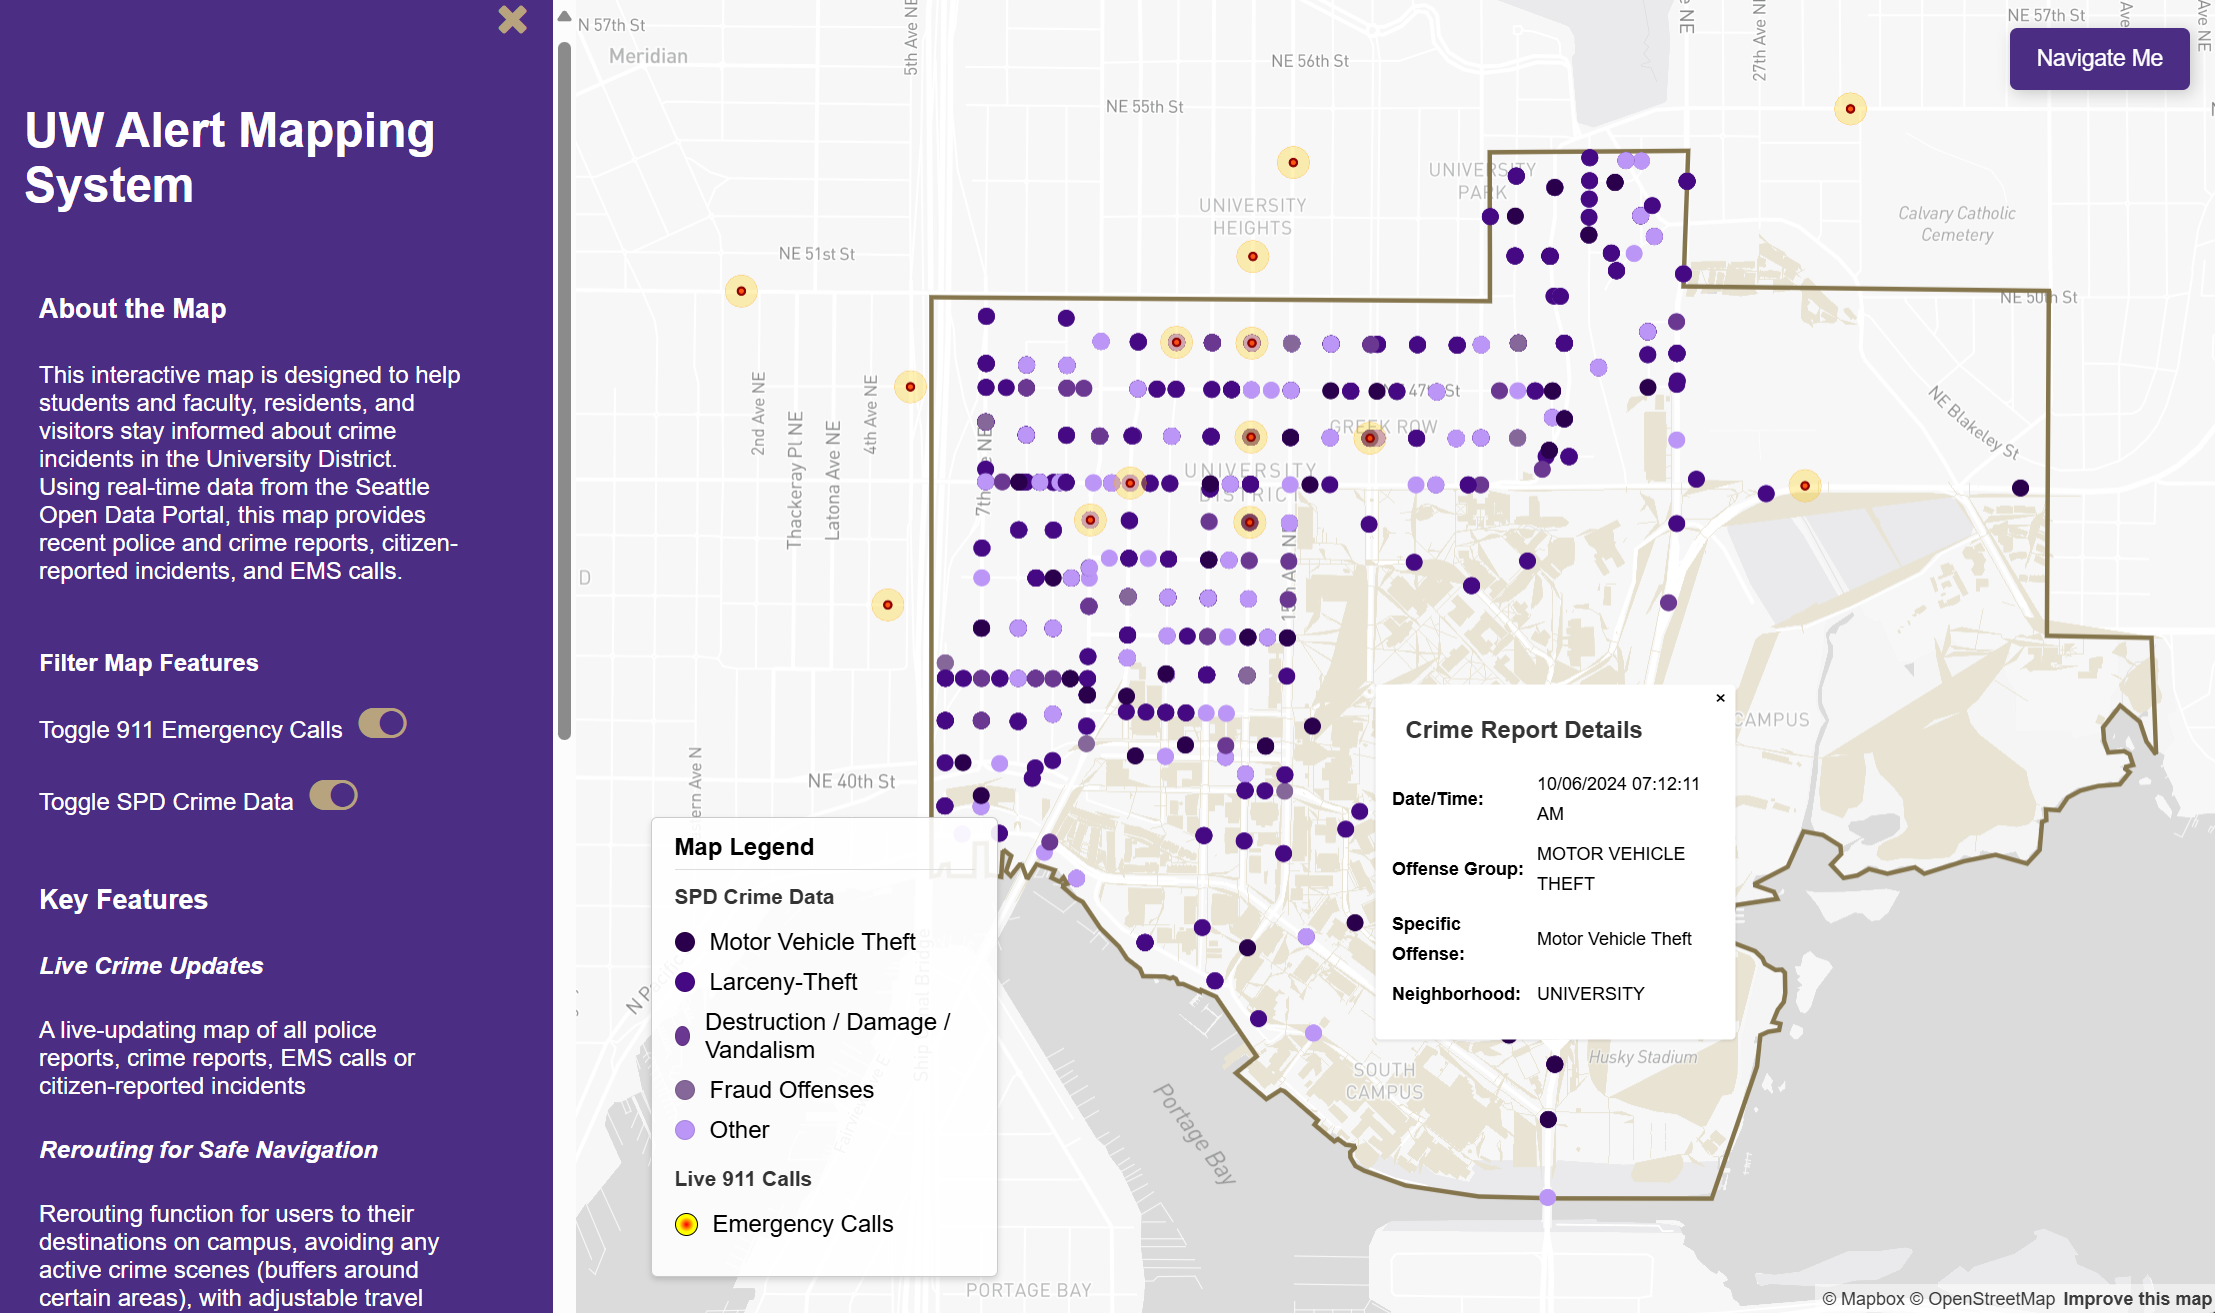 UW Alert Mapping
System
About the Map
This interactive map is designed to help
students and faculty, residents, and
visitors stay informed about crime
incidents in the University District.
Using real-time data from the Seattle
Open Data Portal, this map provides
recent police and crime reports, citizen-
reported incidents, and EMS calls.
Filter Map Features
Toggle 911 Emergency Calls
Toggle SPD Crime Data
Key Features
Live Crime Updates
A live-updating map of all police
reports, crime reports, EMS calls or
citizen-reported incidents
Rerouting for Safe Navigation
Rerouting function for users to their
destinations on campus, avoiding any
active crime scenes (buffers around
certain areas), with adjustable travel
N 57th St
Meridian
5th Ave NE
NE 56th St
NE 55th St
27th Ave NE
NE 57th St
Navigate Me
UNIVERSITY
HEIGHTS
UNIVERSITY
PARK
Calvary Catholic
Cemetery
NE 51st St
NE 50th St
2nd Ave NE
Thackeray Pl NE
Latona Ave NE
4th Ave NE
47th St
GREEK ROW
UNIVERSITY
DISTRICT
NE Blakeley St
NE 40th St
CAMPUS
Crime Report Details
×
Date/Time:
10/06/2024 07:12:11
AM
Offense Group:
MOTOR VEHICLE
THEFT
Specific
Offense:
Motor Vehicle Theft
Neighborhood:
UNIVERSITY
Map Legend
SPD Crime Data
Motor Vehicle Theft
Larceny-Theft
Destruction / Damage /
Vandalism
Fraud Offenses
Other
Live 911 Calls
Emergency Calls
Husky Stadium
SOUTH
CAMPUS
Portage Bay
PORTAGE BAY
© Mapbox © OpenStreetMap Improve this map